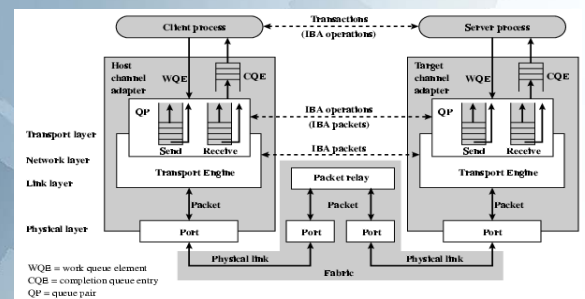 Client process
Transactions
(IBA operations)
Server process
Host
channel
adapter
WQE
CQE
QP
Send
Receive
Transport Engine
Packet
Port
IBA operations
(IBA packets)
IBA packets
Target
channel
adapter
WQE
CQE
QP
Send
Receive
Transport Engine
Packet
Port
Transport layer
Network layer
Link layer
Physical layer
Packet relay
Port
Port
Physical link
Physical link
Fabric
WQE = work queue element
CQE = completion queue entry
QP = queue pair